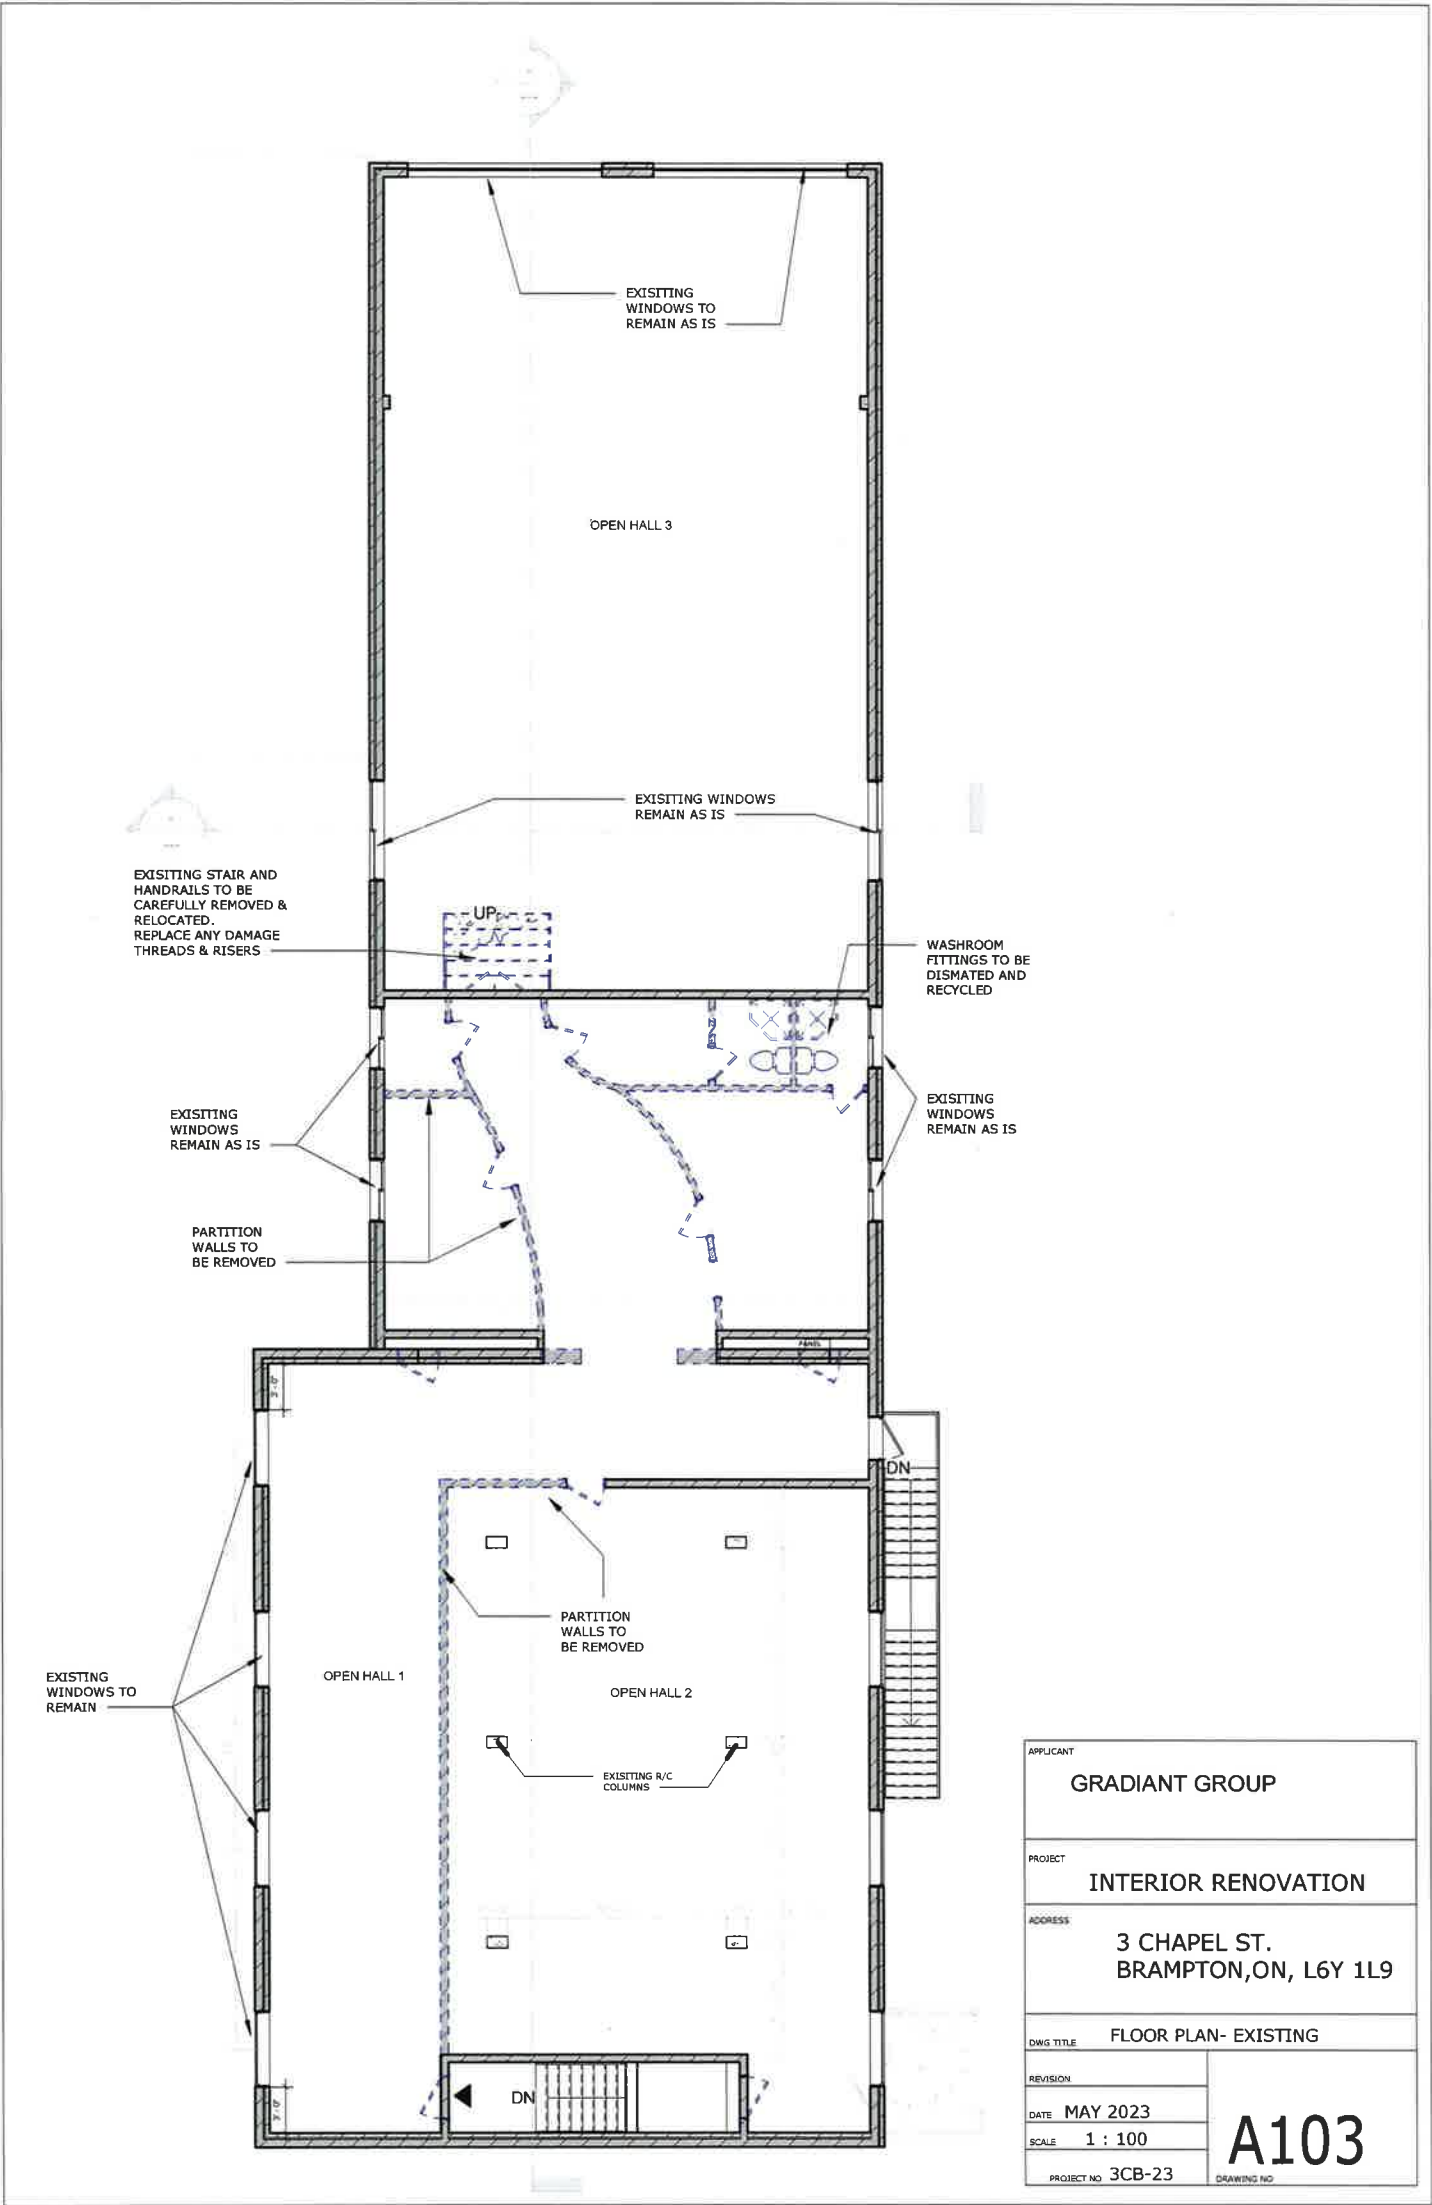 EXISITING
WINDOWS TO
REMAIN AS IS
OPEN HALL 3
EXISITING WINDOWS
REMAIN AS IS
EXISITING STAIR AND
HANDRAILS TO BE
CAREFULLY REMOVED &
RELOCATED.
REPLACE ANY DAMAGE
THREADS & RISERS
UP
WASHROOM
FITTINGS TO BE
DISMATED AND
RECYCLED
EXISITING
WINDOWS
REMAIN AS IS
EXISITING
WINDOWS
REMAIN AS IS
PARTITION
WALLS TO
BE REMOVED
PANEL
3'-0"
DN
PARTITION
WALLS TO
BE REMOVED
EXISTING
WINDOWS TO
REMAIN
OPEN HALL 1
OPEN HALL 2
EXISITING R/C
COLUMNS
DN
3'-0"
APPLICANT
GRADIANT GROUP
PROJECT
INTERIOR RENOVATION
ADDRESS
3 CHAPEL ST.
BRAMPTON,ON, L6Y 1L9
DWG TITLE FLOOR PLAN- EXISTING
REVISION
DATE MAY 2023
SCALE 1 : 100
PROJECT NO 3CB-23
A103
DRAWING NO